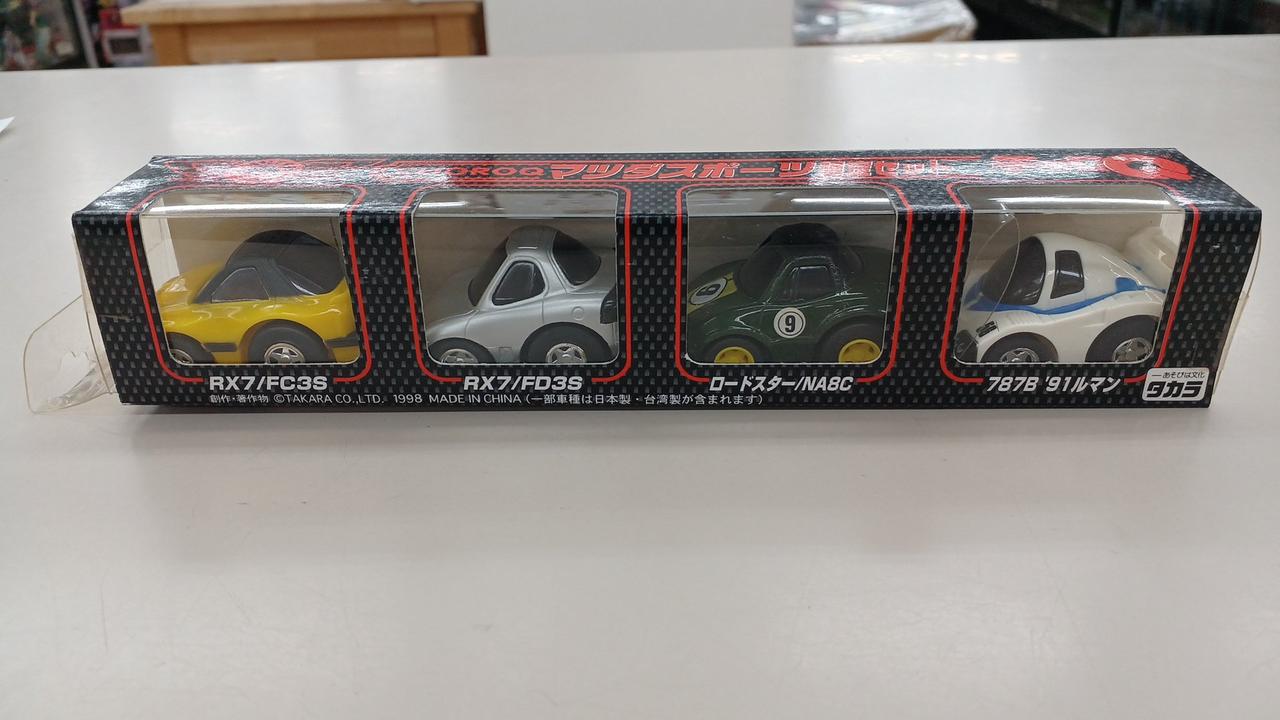 マツダスポーツ
9
9
RX7/FC3S
RX7/FD3S
ロードスター/NA8C
787B '91ルマン
あそびは文化
タカラ
創作・著作物 ©TAKARA CO.,LTD. 1998 MADE IN CHINA (一部車種は日本製・台湾製が含まれます)